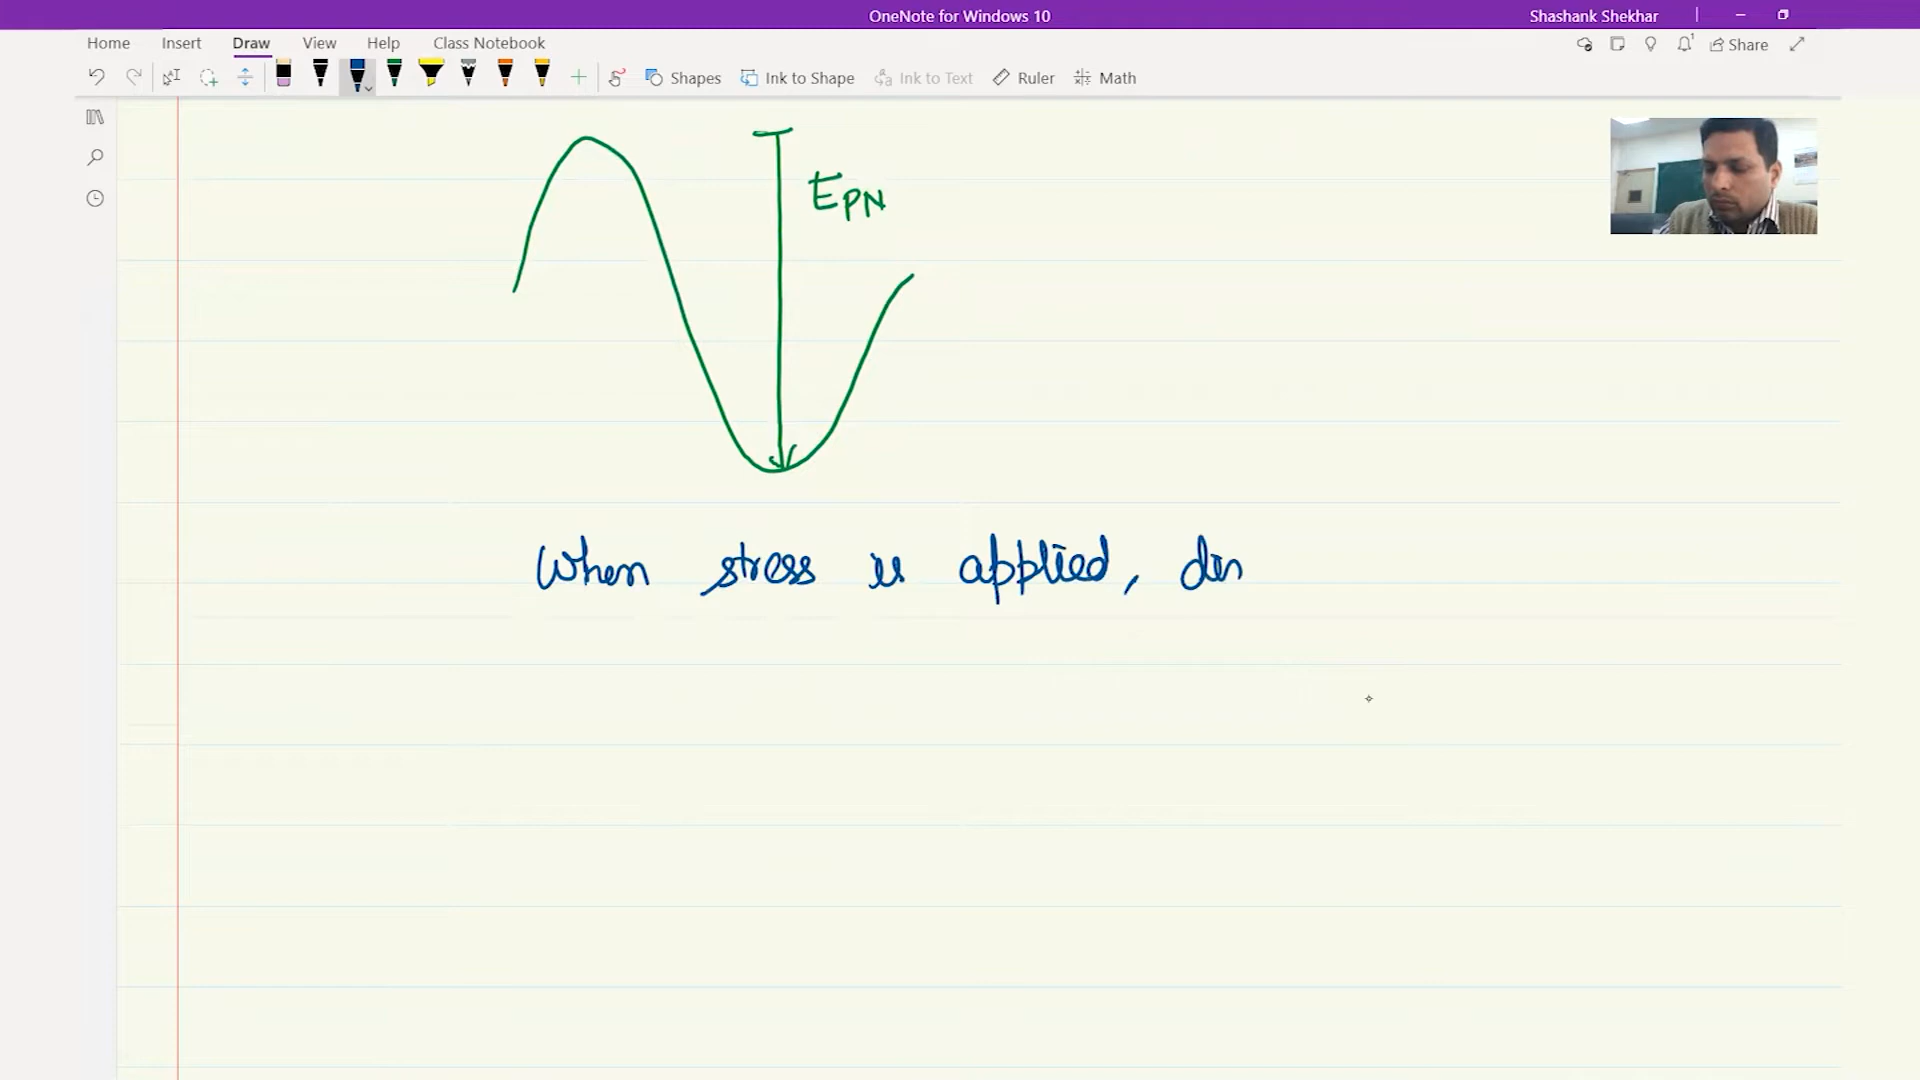 OneNote for Windows 10
Shashank Shekhar
Home Insert Draw View Help Class Notebook
Share
Shapes Ink to Shape Ink to Text Ruler Math
EPN
When stress is applied, dis